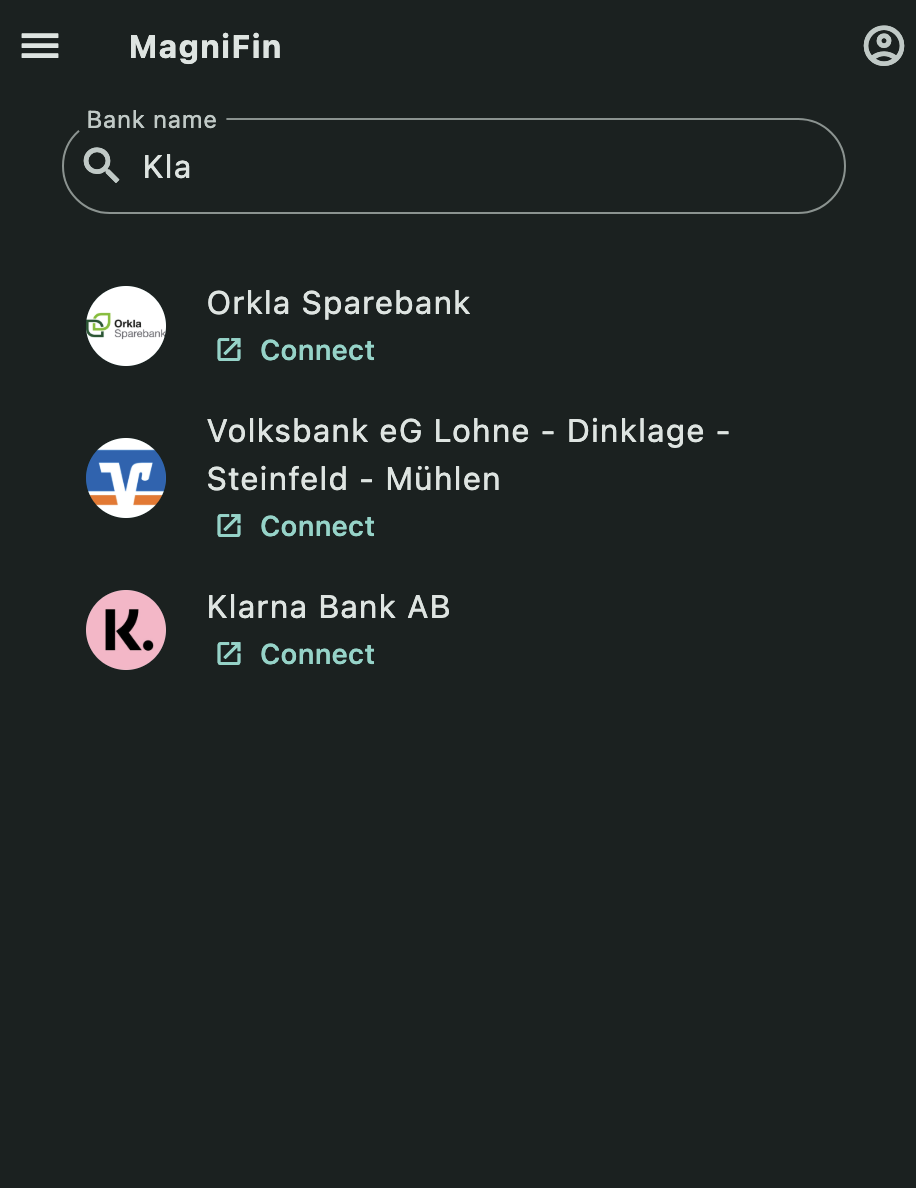 MagniFin
Bank name
Kla
Orkla
Sparebank
Orkla Sparebank
Connect
Volksbank eG Lohne - Dinklage -
Steinfeld - Mühlen
Connect
K.
Klarna Bank AB
Connect